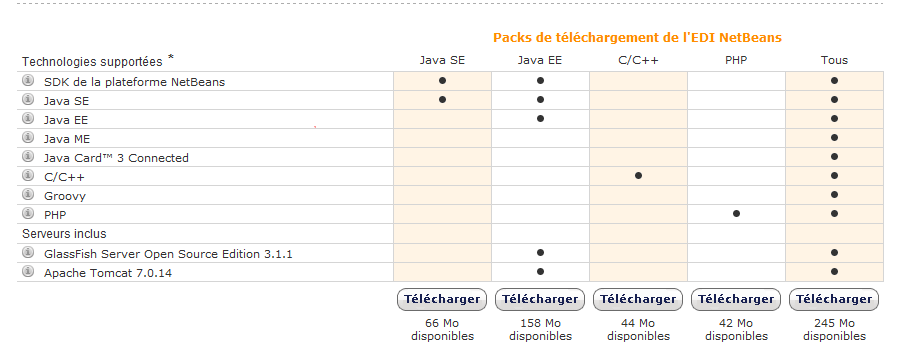 Packs de téléchargement de l'EDI NetBeans
Technologies supportées * Java SE Java EE C/C++ PHP Tous
SDK de la plateforme NetBeans
Java SE
Java EE
Java ME
Java Card™ 3 Connected
C/C++
Groovy
PHP
Serveurs inclus
GlassFish Server Open Source Edition 3.1.1
Apache Tomcat 7.0.14
Télécharger Télécharger Télécharger Télécharger Télécharger
66 Mo 158 Mo 44 Mo 42 Mo 245 Mo
disponibles disponibles disponibles disponibles disponibles